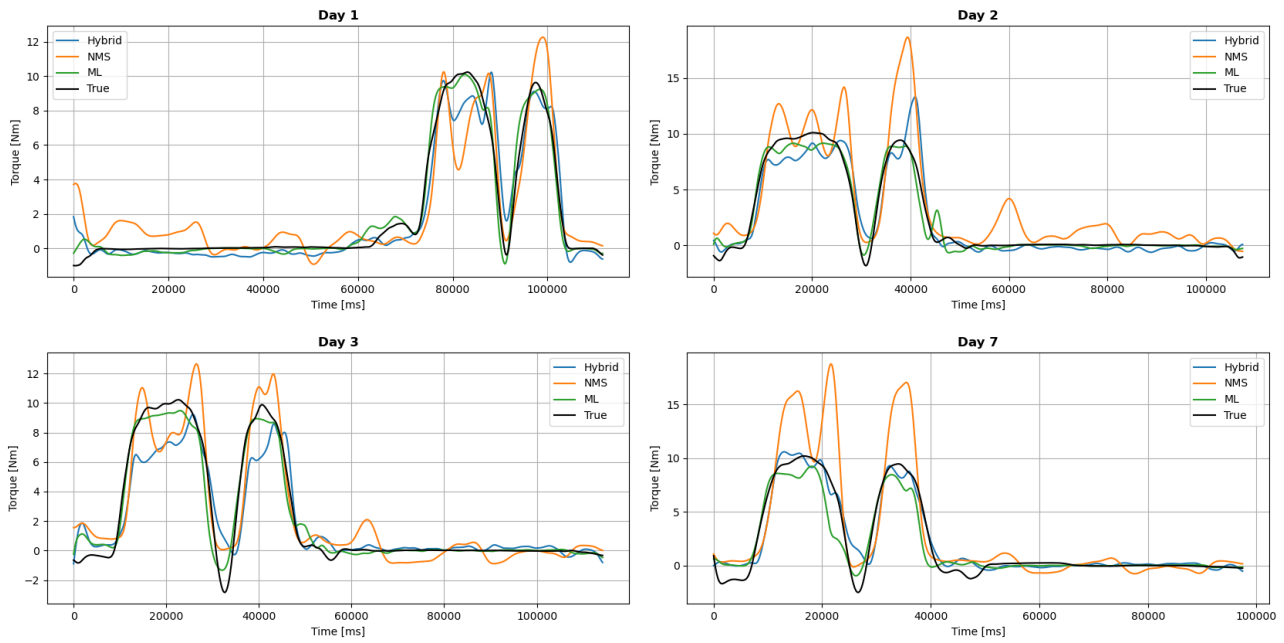 Day 1
Torque [Nm]
12
10
8
6
4
2
0
Hybrid
NMS
ML
True
0 20000 40000 60000 80000 100000
Time [ms]
Day 2
Torque [Nm]
15
10
5
0
Hybrid
NMS
ML
True
0 20000 40000 60000 80000 100000
Time [ms]
Day 3
Torque [Nm]
12
10
8
6
4
2
0
−2
Hybrid
NMS
ML
True
0 20000 40000 60000 80000 100000
Time [ms]
Day 7
Torque [Nm]
15
10
5
0
Hybrid
NMS
ML
True
0 20000 40000 60000 80000 100000
Time [ms]